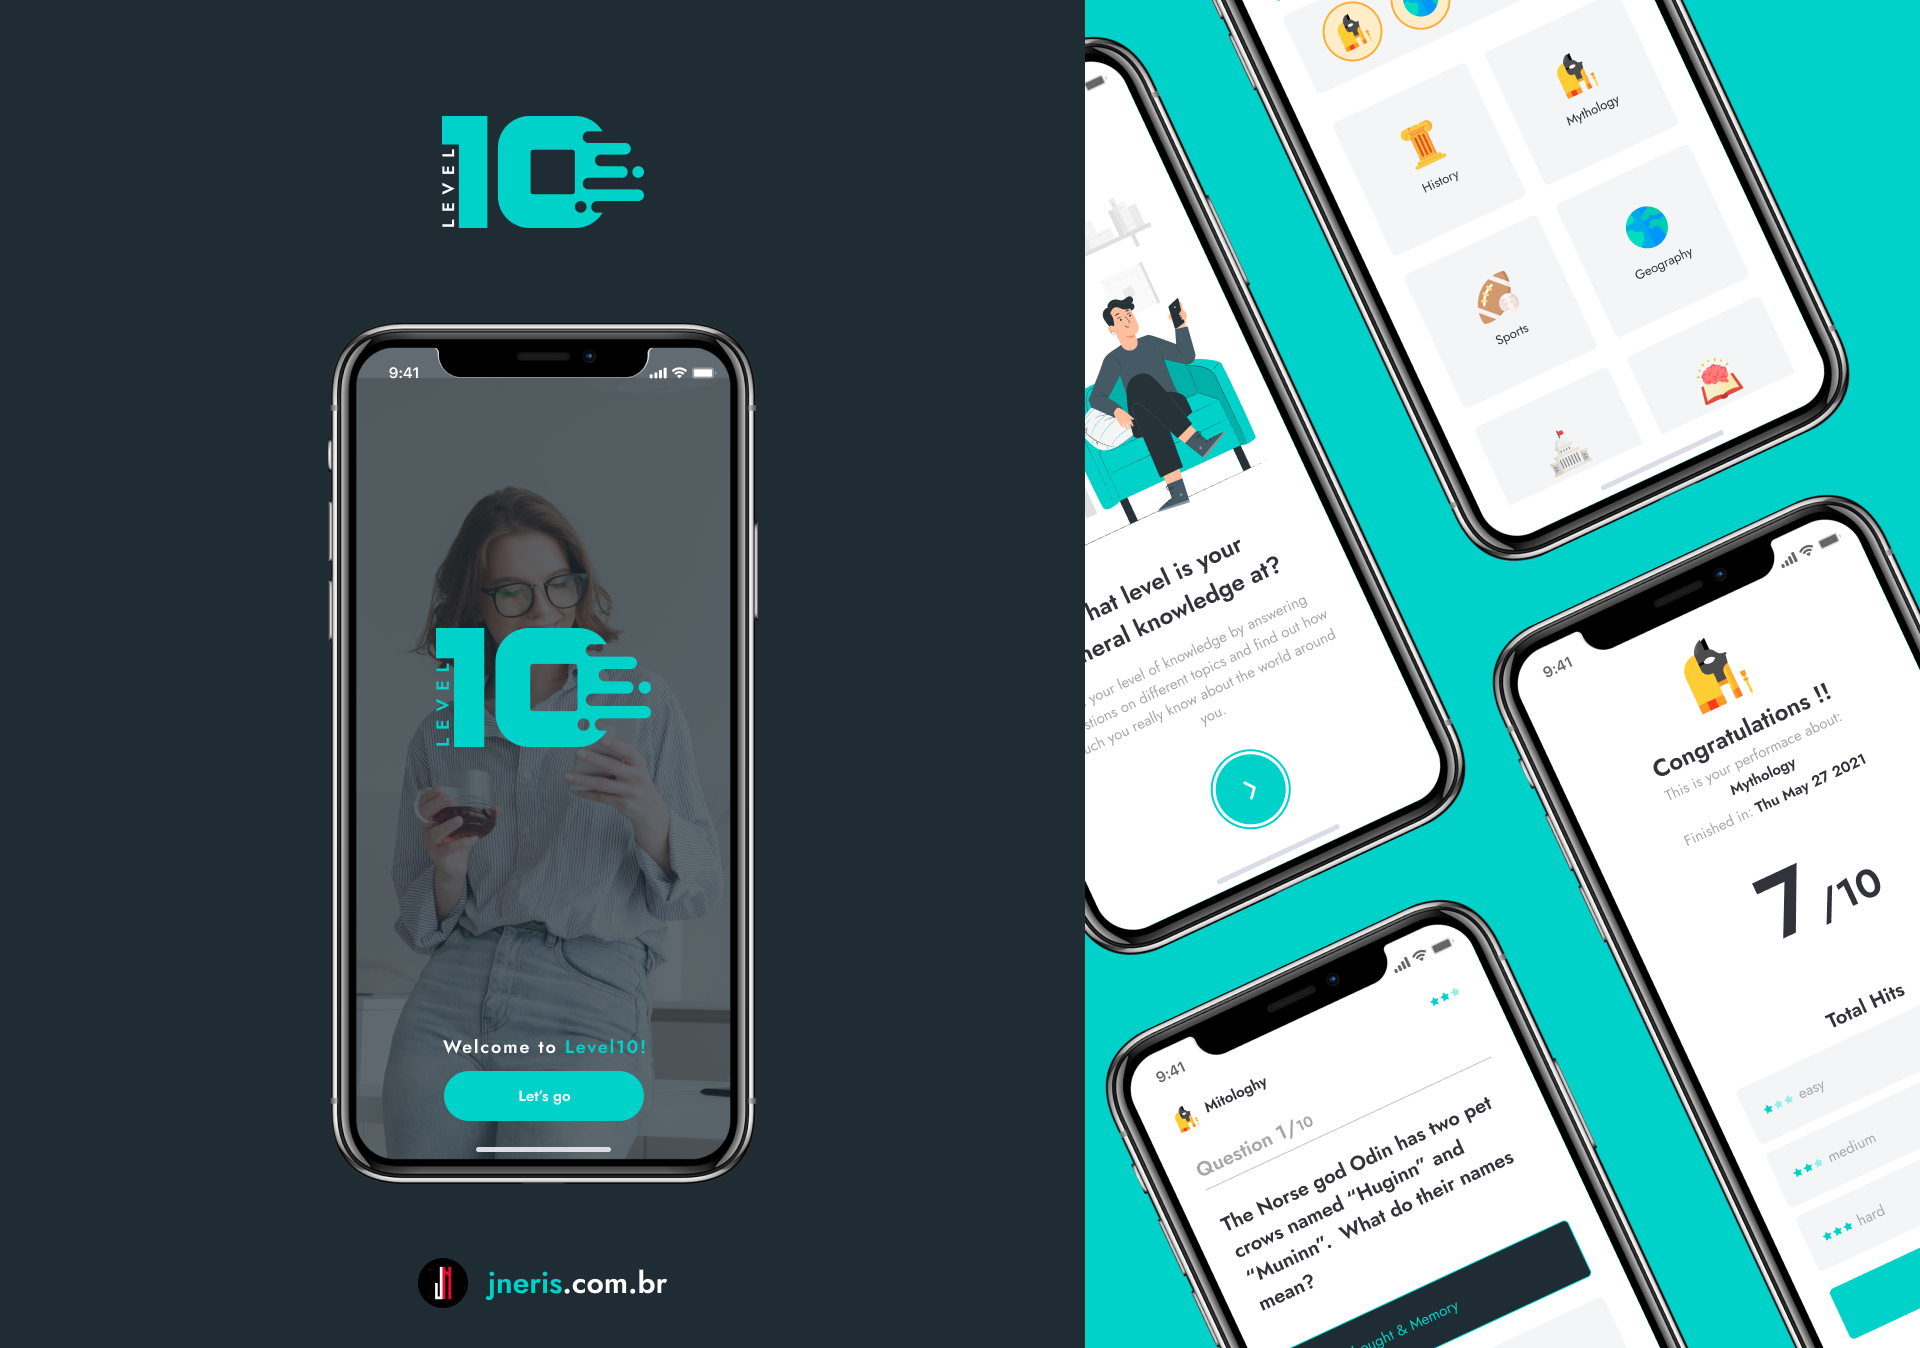 LEVEL
10
9:41
LEVEL
10
Welcome to Level10!
Let's go
jneris.com.br
hat level is your
neral knowledge at?
your level of knowledge by answering
stions on different topics and find out how
uch you really know about the world around
you.
History
Mythology
Sports
Geography
9:41
Congratulations !!
This is your performace about:
Mythology
Finished in: Thu May 27 2021
7 /10
Total Hits
easy
medium
hard
9:41
Mitologhy
Question 1/10
The Norse god Odin has two pet
crows named “Huginn” and
“Muninn”. What do their names
mean?
ought & Memory